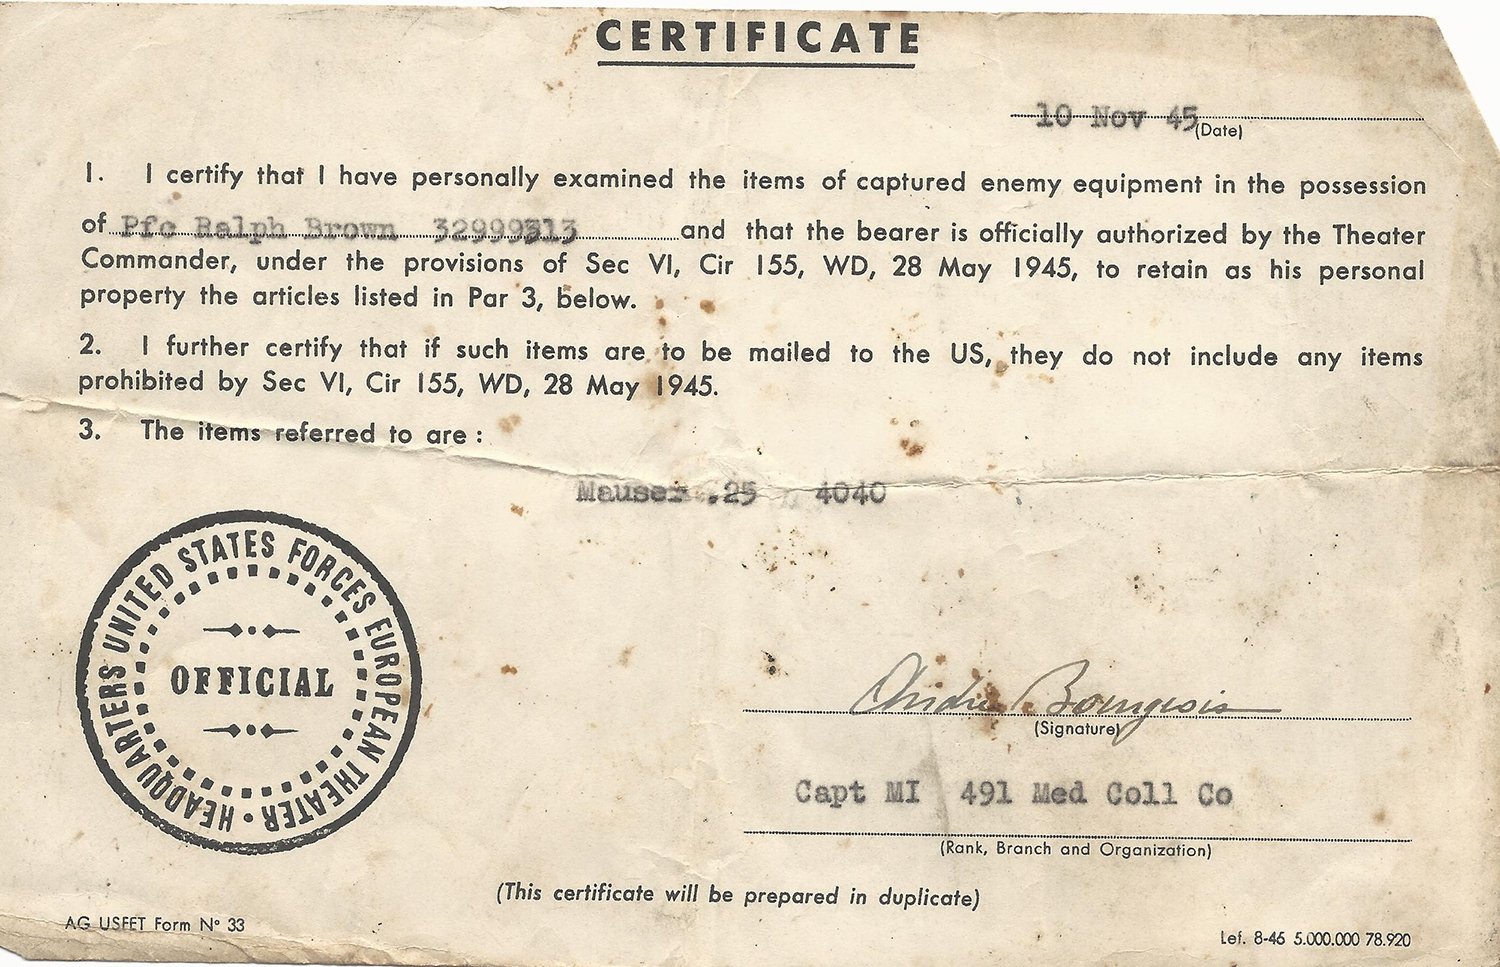 CERTIFICATE
10 Nov 45
(Date)
1. I certify that I have personally examined the items of captured enemy equipment in the possession
of Pfc Ralph Brown 32999313 and that the bearer is officially authorized by the Theater
Commander, under the provisions of Sec VI, Cir 155, WD, 28 May 1945, to retain as his personal
property the articles listed in Par 3, below.
2. I further certify that if such items are to be mailed to the US, they do not include any items
prohibited by Sec VI, Cir 155, WD, 28 May 1945.
3. The items referred to are :
Mauser .25 4040
HEADQUARTERS UNITED STATES FORCES EUROPEAN THEATER •
OFFICIAL
Andre Bourgeois
(Signature)
Capt MI 491 Med Coll Co
(Rank, Branch and Organization)
(This certificate will be prepared in duplicate)
AG USFET Form Nº 33
Lef. 8-45 5.000.000 78.920